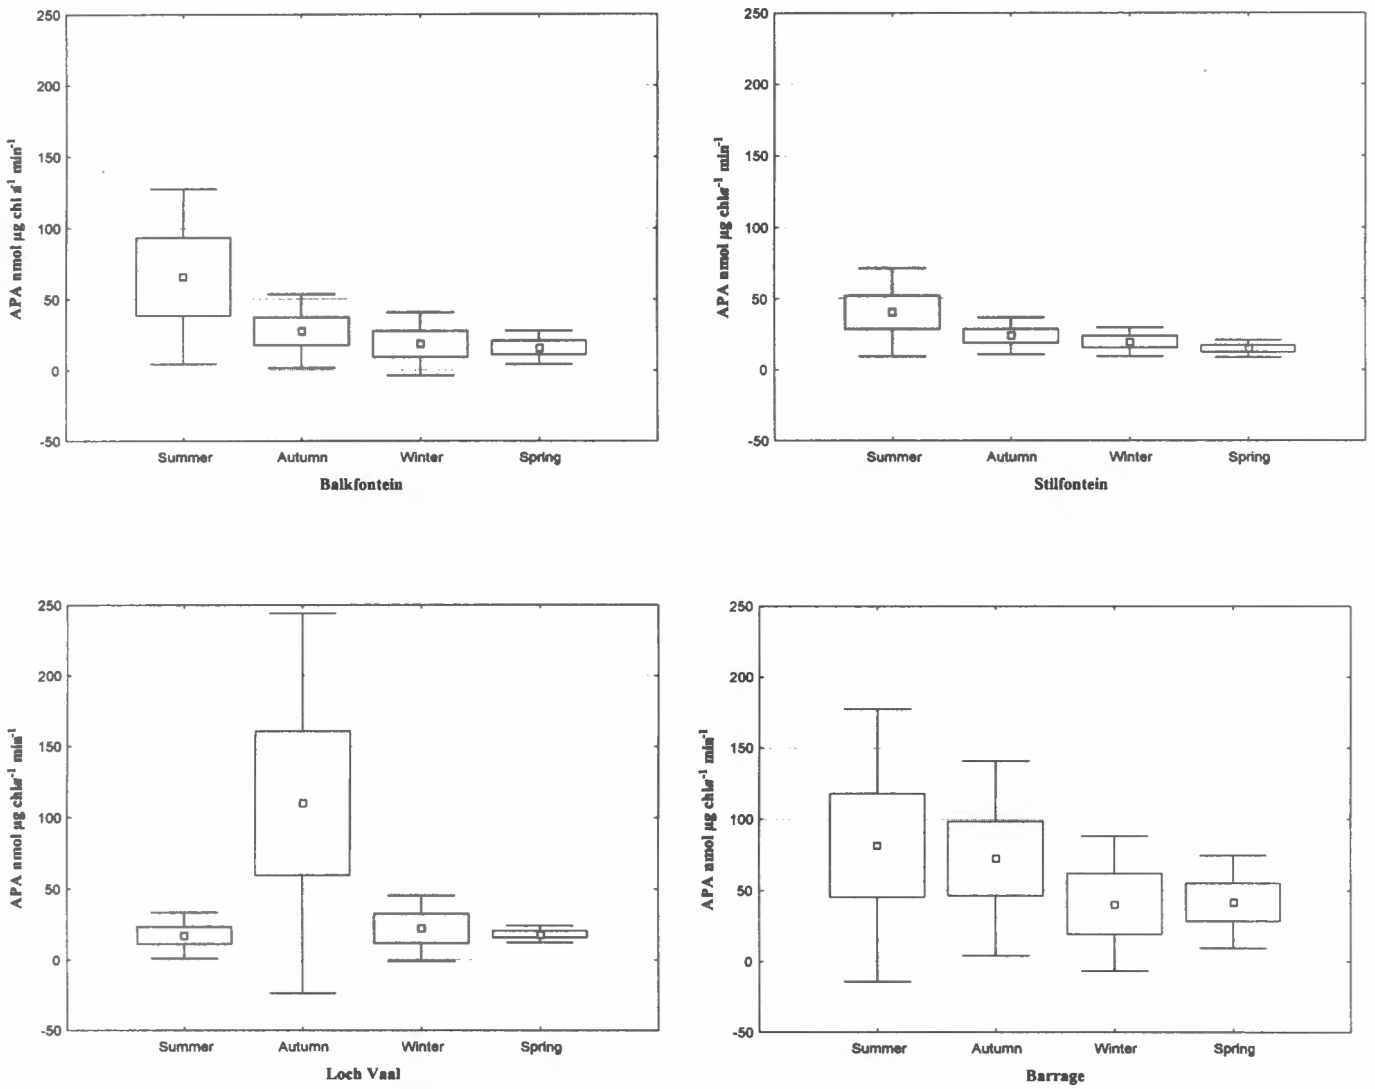 250
200
150
100
50
0
-50
APA nmol µg chl a⁻¹ min⁻¹
Summer Autumn Winter Spring
Balkfontein
250
200
150
100
50
0
-50
APA nmol µg chla⁻¹ min⁻¹
Summer Autumn Winter Spring
Stilfontein
250
200
150
100
50
0
-50
APA nmol µg chla⁻¹ min⁻¹
Summer Autumn Winter Spring
Loch Vaal
250
200
150
100
50
0
-50
APA nmol µg chla⁻¹ min⁻¹
Summer Autumn Winter Spring
Barrage